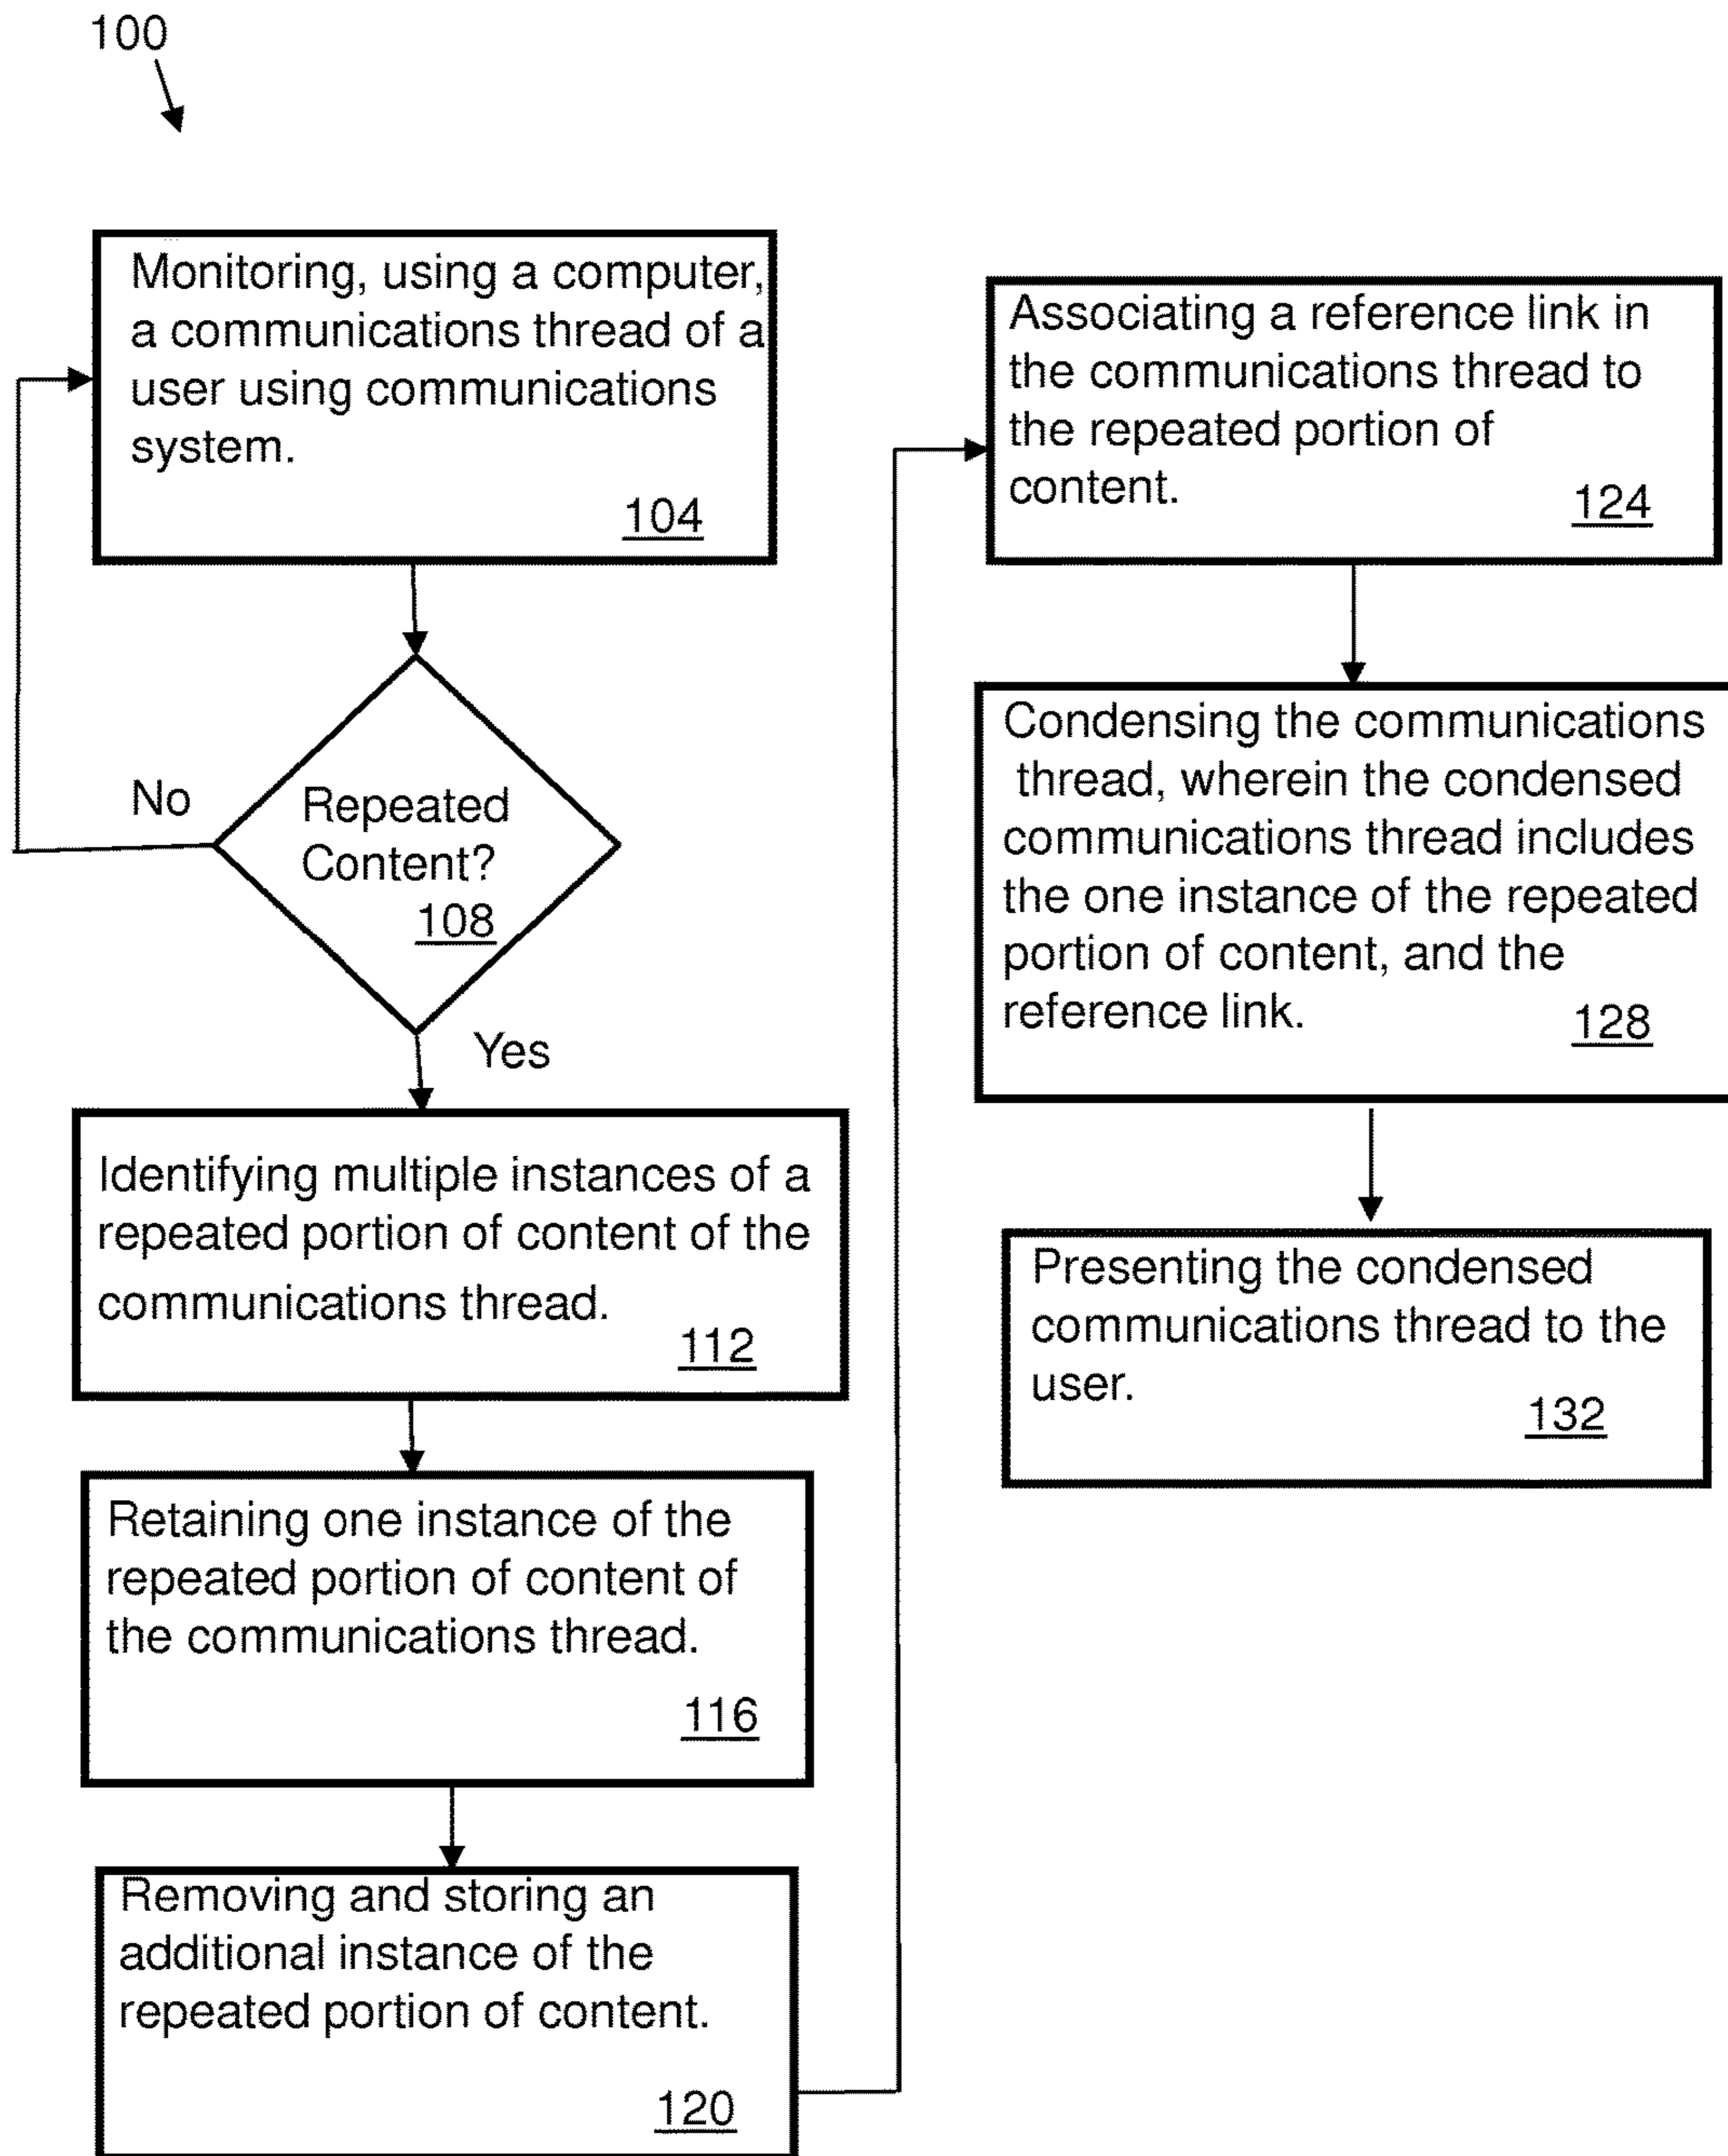 100
Monitoring, using a computer,
a communications thread of a
user using communications
system.
104
No
Repeated
Content?
108
Yes
Identifying multiple instances of a
repeated portion of content of the
communications thread.
112
Retaining one instance of the
repeated portion of content of
the communications thread.
116
Removing and storing an
additional instance of the
repeated portion of content.
120
Associating a reference link in
the communications thread to
the repeated portion of
content.
124
Condensing the communications
thread, wherein the condensed
communications thread includes
the one instance of the repeated
portion of content, and the
reference link.
128
Presenting the condensed
communications thread to the
user.
132